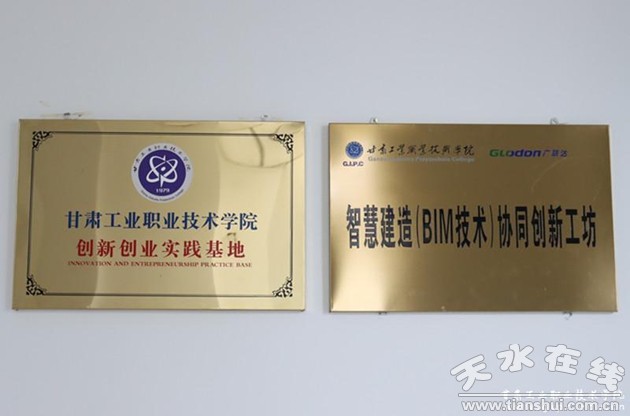 1979
甘肃工业职业技术学院
创新创业实践基地
INNOVATION AND ENTREPRENEURSHIP PRACTICE BASE
甘肃工业职业技术学院
G.I.P.C
Glodon广联达
智慧建造(BIM技术)协同创新工坊
天水在线
www.tianshui.com.cn